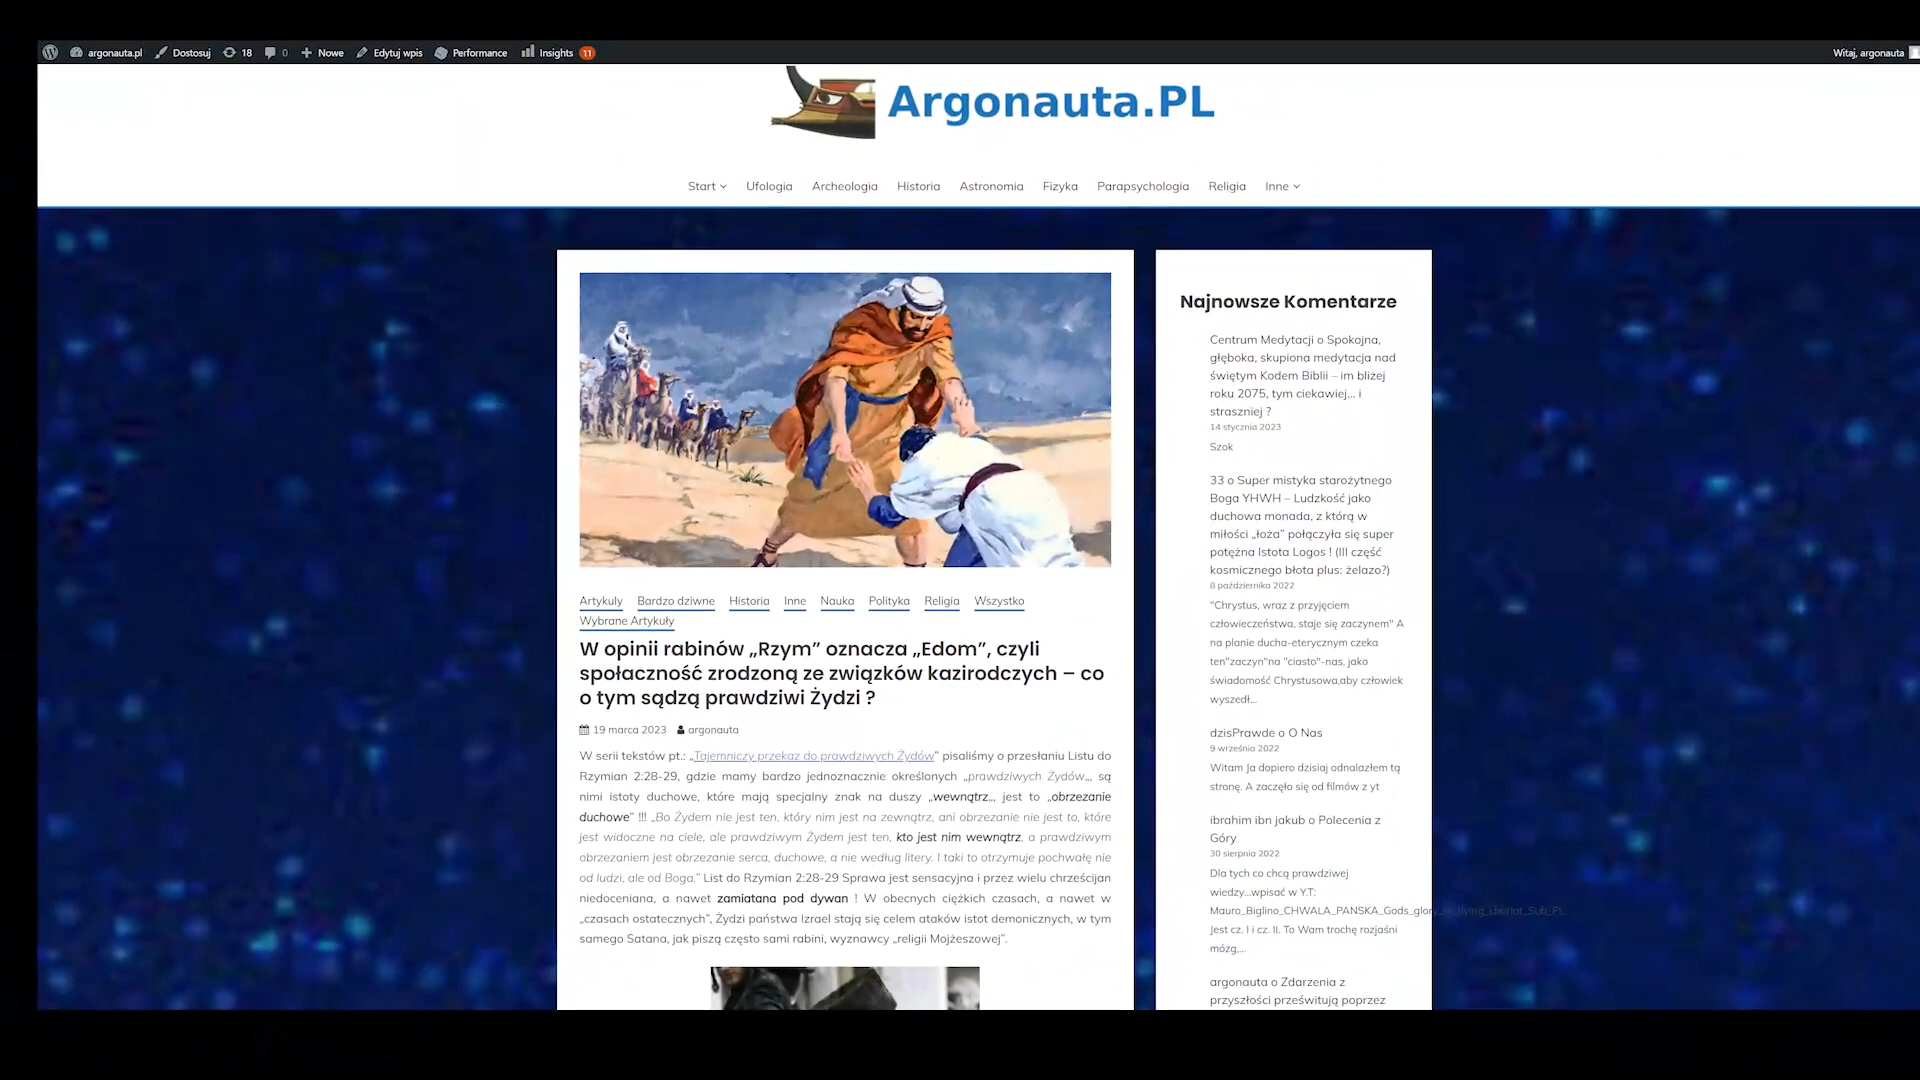 argonauta.pl Dostosuj 18 0 Nowe Edytuj wpis Performance Insights 11 Witaj, argonauta
Argonauta.PL
Start Ufologia Archeologia Historia Astronomia Fizyka Parapsychologia Religia Inne
Artykuly Bardzo dziwne Historia Inne Nauka Polityka Religia Wszystko
Wybrane Artykuły
W opinii rabinów „Rzym” oznacza „Edom”, czyli
społaczność zrodzoną ze związków kazirodczych – co
o tym sądzą prawdziwi Żydzi ?
19 marca 2023 argonauta
W serii tekstów pt.: „Tajemniczy przekaz do prawdziwych Żydów” pisaliśmy o przesłaniu Listu do
Rzymian 2:28-29, gdzie mamy bardzo jednoznacznie określonych „prawdziwych Żydów„, są
nimi istoty duchowe, które mają specjalny znak na duszy „wewnątrz„, jest to „obrzezanie
duchowe” !!! „Bo Żydem nie jest ten, który nim jest na zewnątrz, ani obrzezanie nie jest to, które
jest widoczne na ciele, ale prawdziwym Żydem jest ten, kto jest nim wewnątrz, a prawdziwym
obrzezaniem jest obrzezanie serca, duchowe, a nie według litery. I taki to otrzymuje pochwałę nie
od ludzi, ale od Boga.” List do Rzymian 2:28-29 Sprawa jest sensacyjna i przez wielu chrześcijan
niedoceniana, a nawet zamiatana pod dywan ! W obecnych ciężkich czasach, a nawet w
„czasach ostatecznych”, Żydzi państwa Izrael stają się celem ataków istot demonicznych, w tym
samego Satana, jak piszą często sami rabini, wyznawcy „religii Mojżeszowej”.
Najnowsze Komentarze
Centrum Medytacji o Spokojna,
głęboka, skupiona medytacja nad
świętym Kodem Biblii – im bliżej
roku 2075, tym ciekawiej... i
straszniej ?
14 stycznia 2023
Szok
33 o Super mistyka starożytnego
Boga YHWH – Ludzkość jako
duchowa monada, z którą w
miłości „łoża” połączyła się super
potężna Istota Logos ! (III część
kosmicznego błota plus: żelazo?)
8 października 2022
"Chrystus, wraz z przyjęciem
człowieczeństwa, staje się zaczynem" A
na planie ducha-eterycznym czeka
ten"zaczyn"na "ciasto"-nas, jako
świadomość Chrystusowa,aby człowiek
wyszedł...
dzisPrawde o O Nas
9 września 2022
Witam Ja dopiero dzisiaj odnalazłem tą
stronę. A zaczęło się od filmów z yt
ibrahim ibn jakub o Polecenia z
Góry
30 sierpnia 2022
Dla tych co chcą prawdziwej
wiedzy...wpisać w Y.T:
Jest cz. I i cz. II. To Wam trochę rozjaśni
mózg,...
argonauta o Zdarzenia z
przyszłości prześwitują poprzez